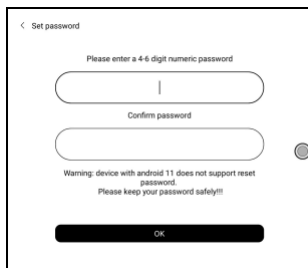 Set password
Please enter a 4-6 digit numeric password
Confirm password
Warning: device with android 11 does not support reset
password.
Please keep your password safely!!!
OK